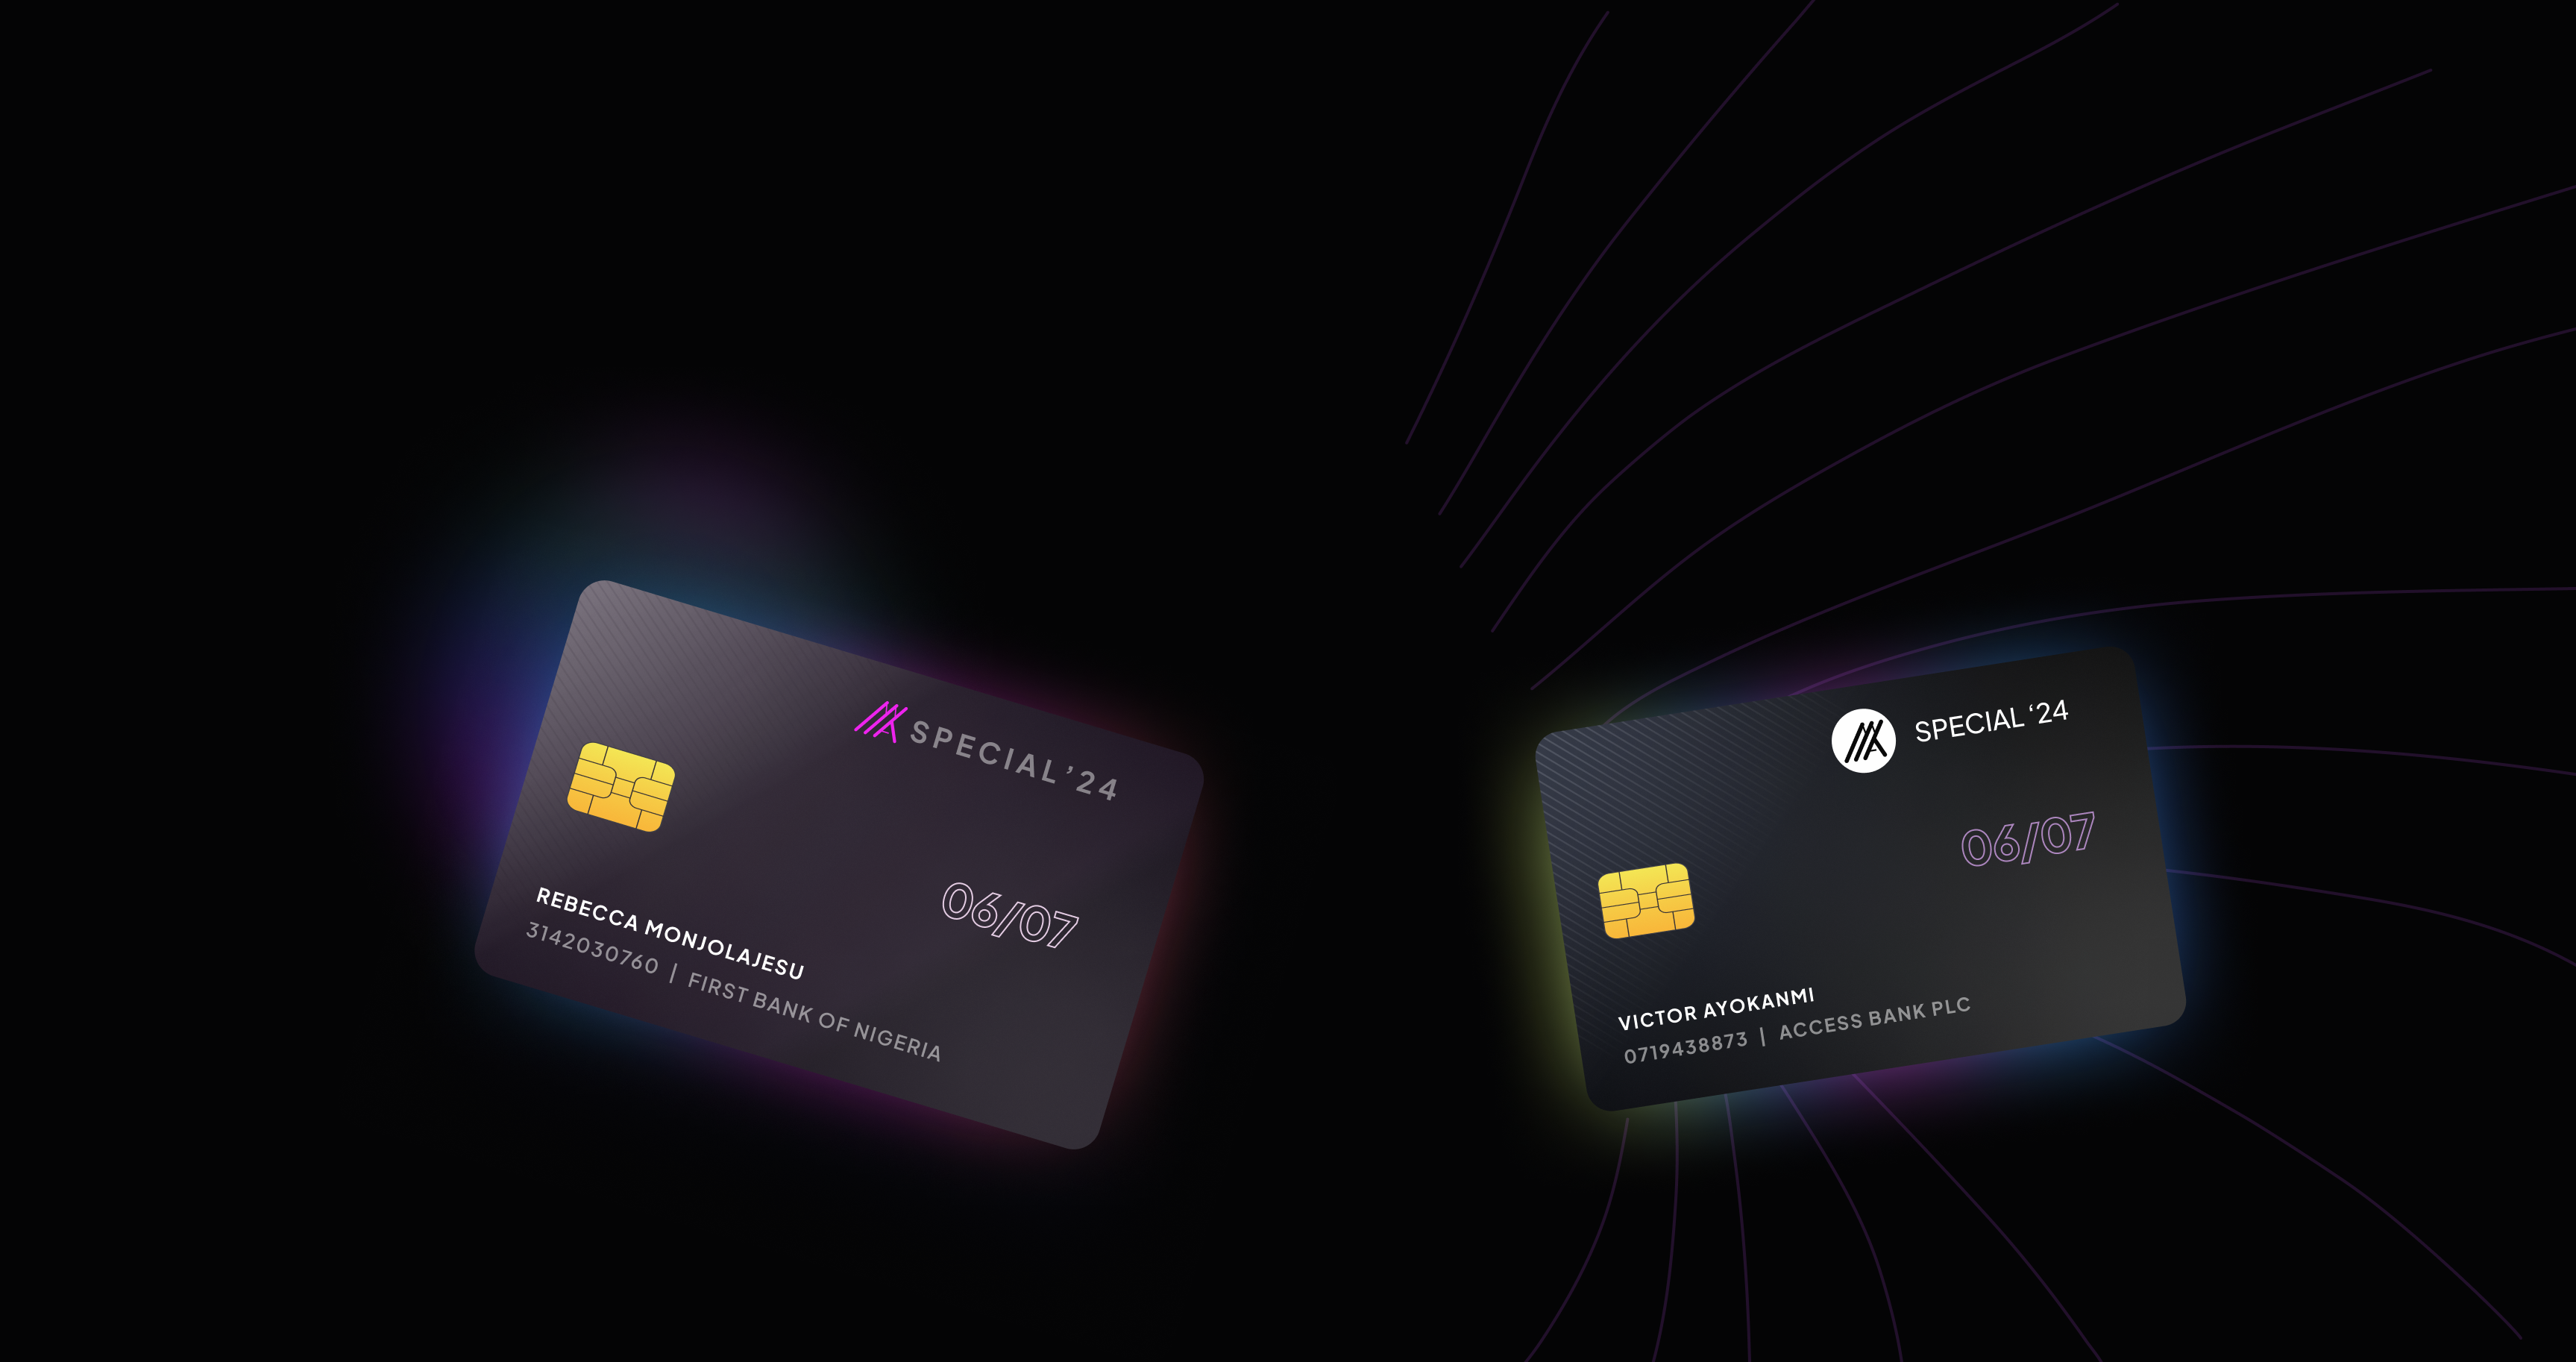 SPECIAL ’24
06/07
REBECCA MONJOLAJESU
3142030760 | FIRST BANK OF NIGERIA
SPECIAL ‘24
06/07
VICTOR AYOKANMI
0719438873 | ACCESS BANK PLC